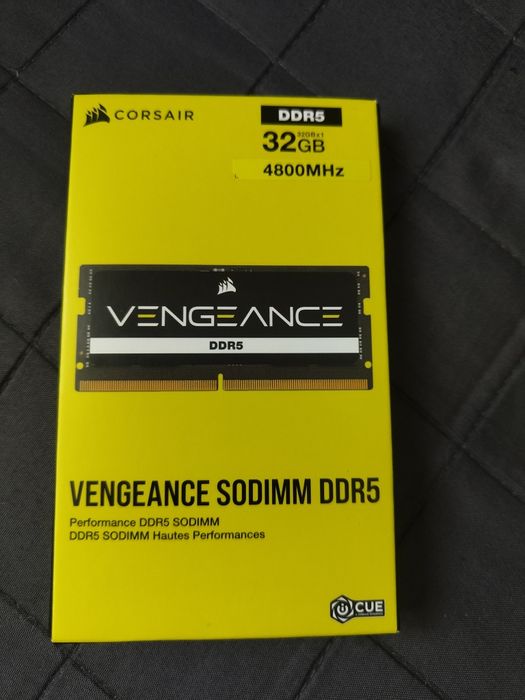 CORSAIR
DDR5
32GB
32GBx1
4800MHz
VENGEANCE
DDR5
VENGEANCE SODIMM DDR5
Performance DDR5 SODIMM
DDR5 SODIMM Hautes Performances
CUE